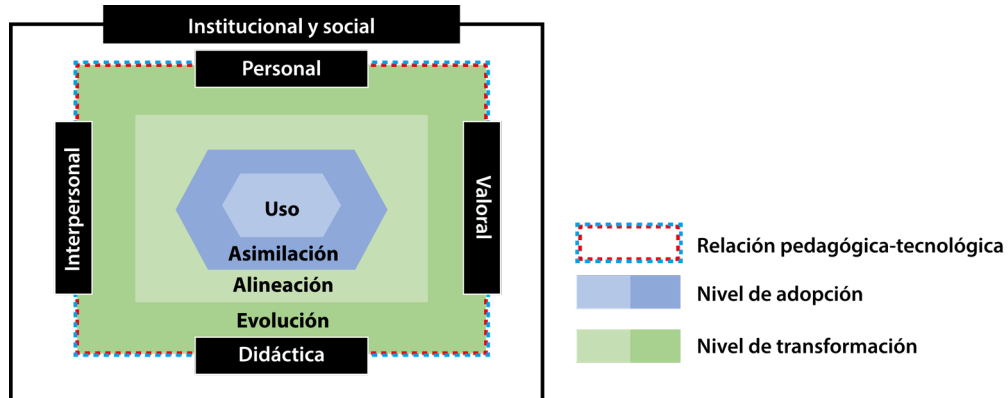 Institucional y social
Personal
Interpersonal
Valoral
Uso
Asimilación
Alineación
Evolución
Didáctica
Relación pedagógica-tecnológica
Nivel de adopción
Nivel de transformación